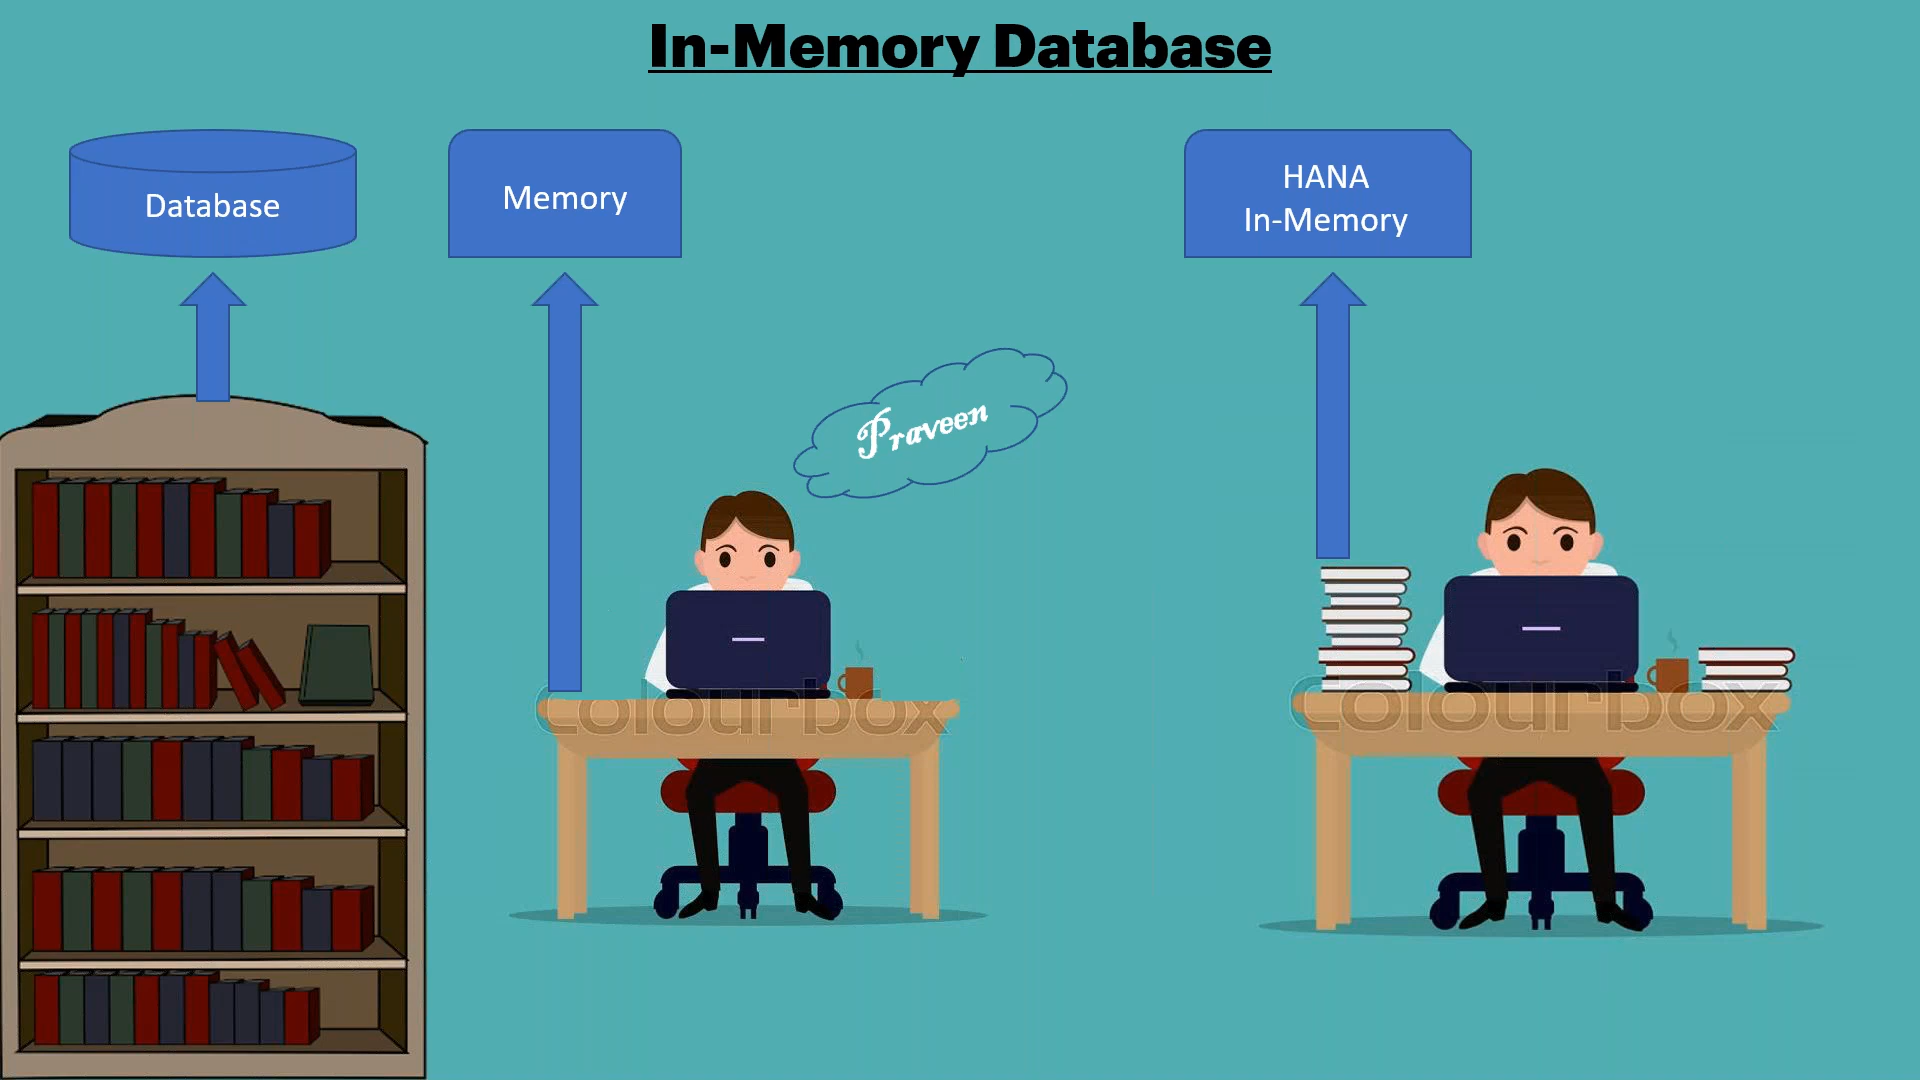 In-Memory Database
Database
Memory
HANA
In-Memory
Praveen
colourbox
colourbox